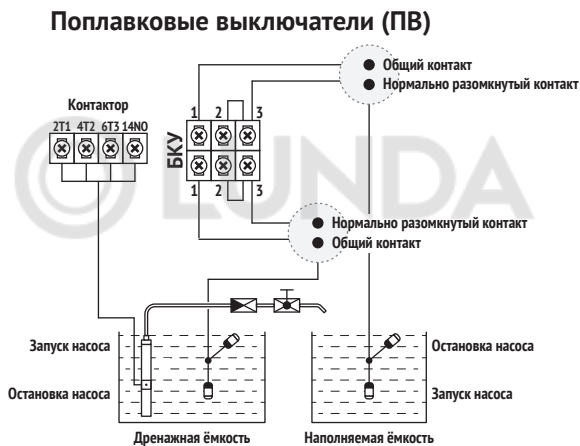 Поплавковые выключатели (ПВ)
Общий контакт
Нормально разомкнутый контакт
Контактор
2T1 4T2 6T3 14NO
БКУ
1 2 3
1 2 3
LUNDA
Нормально разомкнутый контакт
Общий контакт
Запуск насоса
Остановка насоса
Остановка насоса
Запуск насоса
Дренажная ёмкость
Наполняемая ёмкость